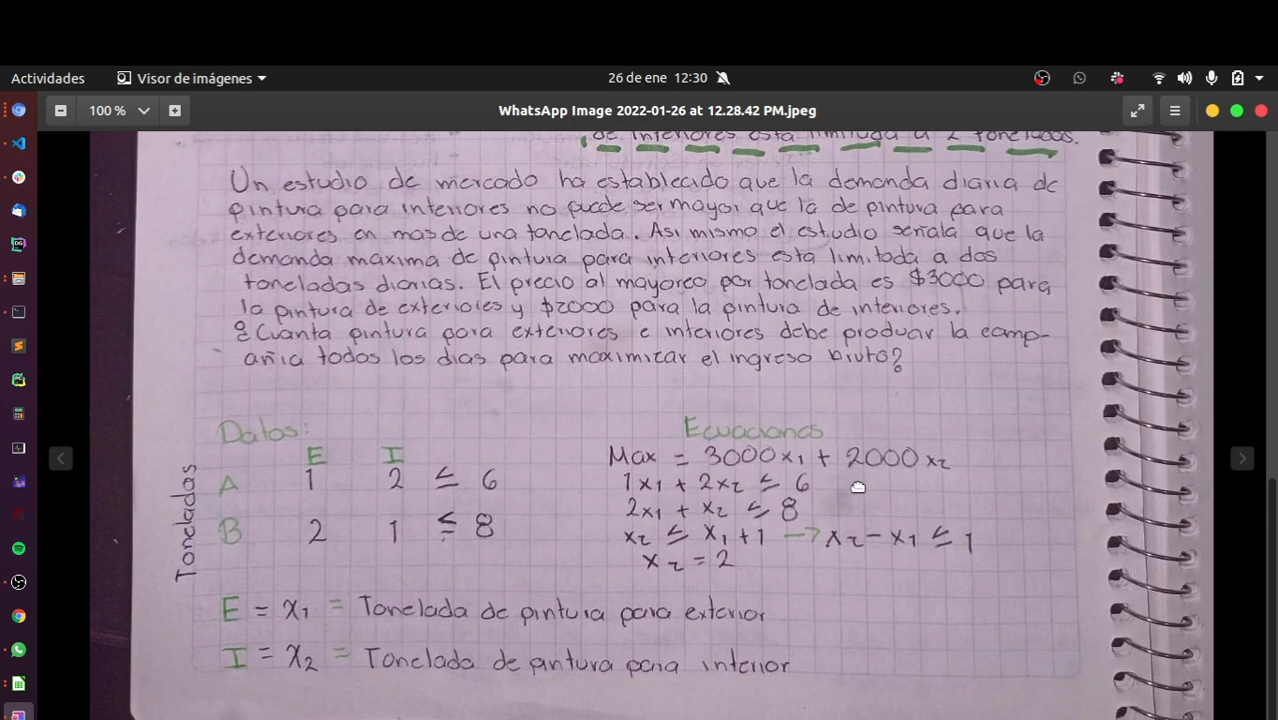 Actividades
Visor de imágenes
26 de ene 12:30
100 %
WhatsApp Image 2022-01-26 at 12.28.42 PM.jpeg
de interiores esta limituga a 2 toneladas.
Un estudio de mercado ha establecido que la demanda diaria de
pintura para interiores no puede ser mayor que la de pintura para
exteriores en mas de una tonelada. Asi mismo el estudio señala que la
demanda maxima de pintura para interiores esta limitada a dos
toneladas diarias. El precio al mayoreo por tonelada es $3000 para
la pintura de exteriores y $2000 para la pintura de interiores.
¿Cuanta pintura para exteriores e interiores debe producir la comp-
añia todos los dias para maximizar el ingreso bruto?
Datos:
E I
A 1 2 ≤ 6
B 2 1 ≤ 8
Toneladas
E = x₁ = Tonelada de pintura para exterior
I = x₂ = Tonelada de pintura para interior
Ecuaciones
Max = 3000x₁ + 2000x₂
1x₁ + 2x₂ ≤ 6
2x₁ + x₂ ≤ 8
x₂ ≤ x₁ + 1 → x₂ - x₁ ≤ 1
x₂ = 2